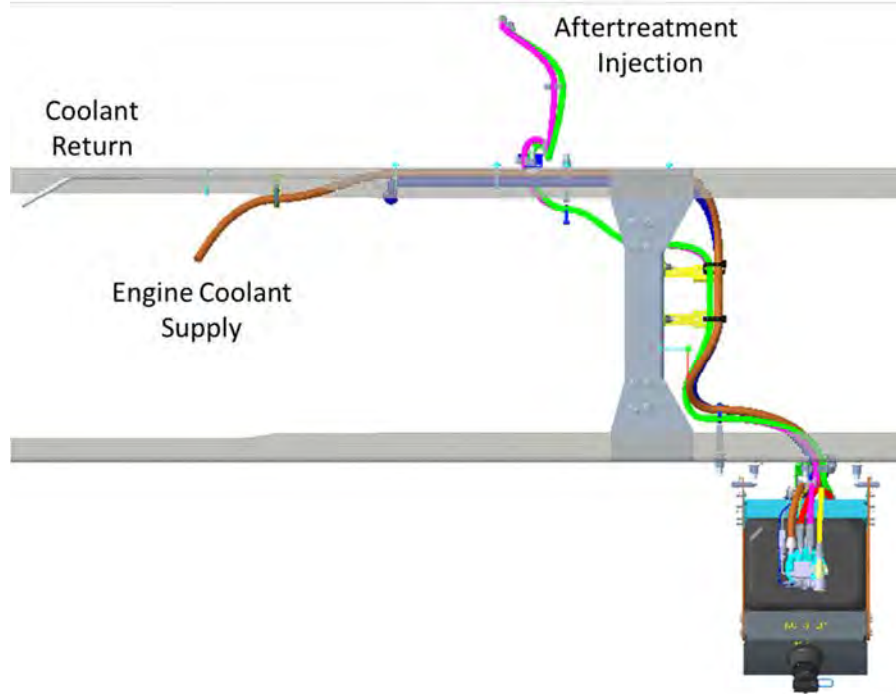 Aftertreatment
Injection
Coolant
Return
Engine Coolant
Supply